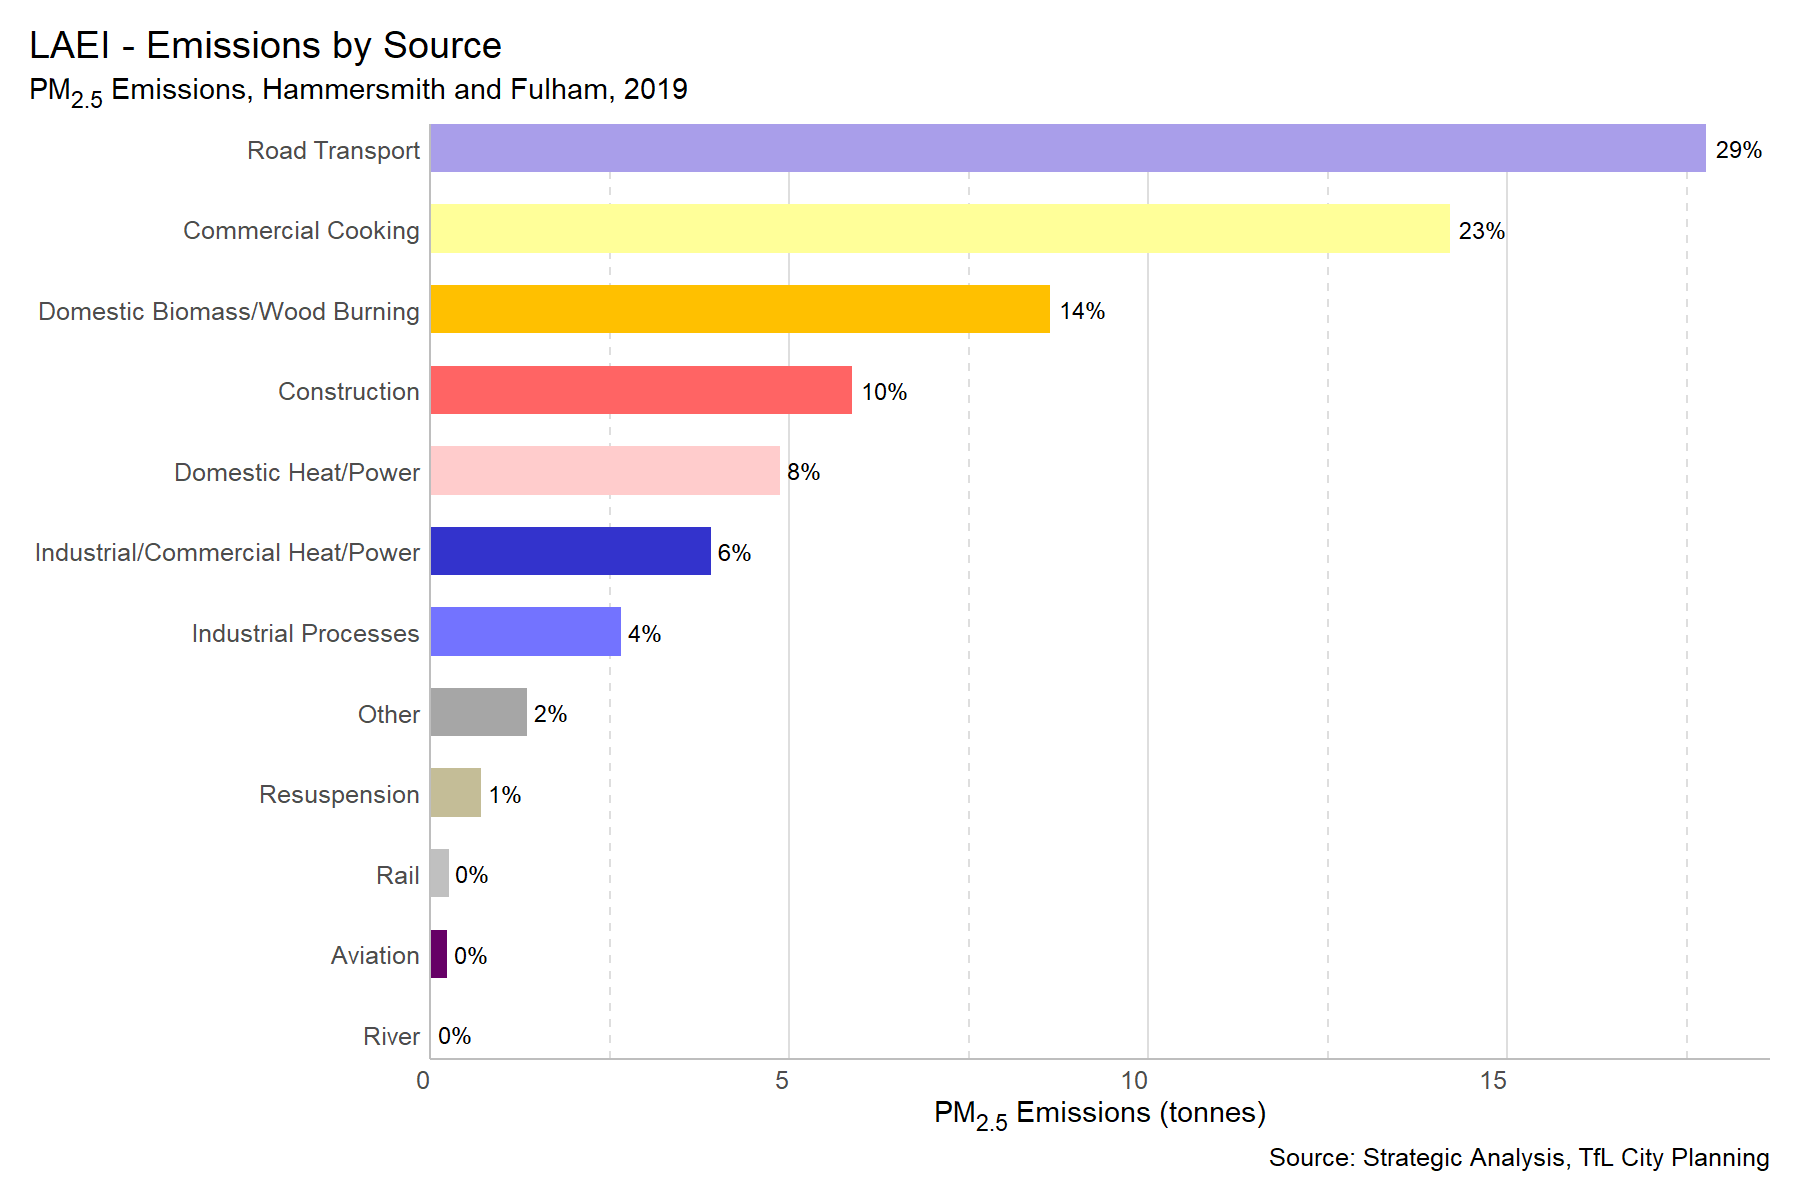 LAEI - Emissions by Source
PM2.5 Emissions, Hammersmith and Fulham, 2019
Road Transport 29%
Commercial Cooking 23%
Domestic Biomass/Wood Burning 14%
Construction 10%
Domestic Heat/Power 8%
Industrial/Commercial Heat/Power 6%
Industrial Processes 4%
Other 2%
Resuspension 1%
Rail 0%
Aviation 0%
River 0%
0 5 10 15
PM2.5 Emissions (tonnes)
Source: Strategic Analysis, TfL City Planning